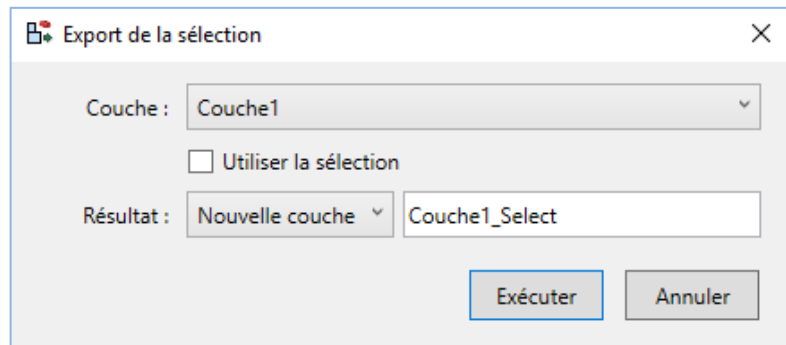 Export de la sélection
Couche : Couche1
Utiliser la sélection
Résultat : Nouvelle couche Couche1_Select
Exécuter Annuler